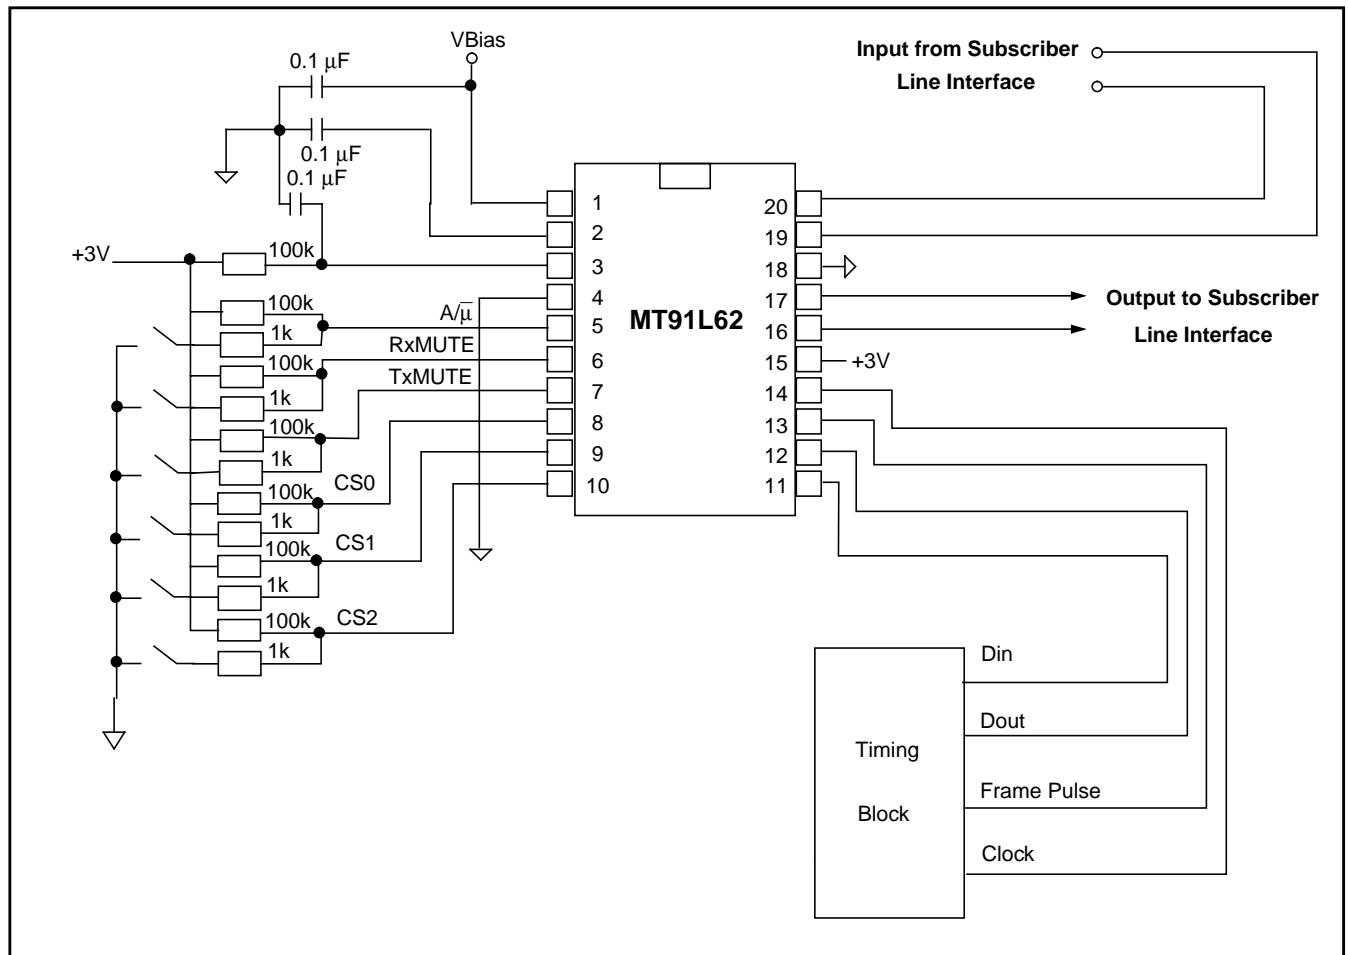 VBias
0.1 μF
0.1 μF
0.1 μF
Input from Subscriber
Line Interface
+3V
100k
100k
1k
100k
1k
100k
1k
100k
1k
100k
1k
100k
1k
A/μ̅
RxMUTE
TxMUTE
CS0
CS1
CS2
1
2
3
4
5
6
7
8
9
10
MT91L62
20
19
18
17
16
15
14
13
12
11
Output to Subscriber
Line Interface
+3V
Timing
Block
Din
Dout
Frame Pulse
Clock